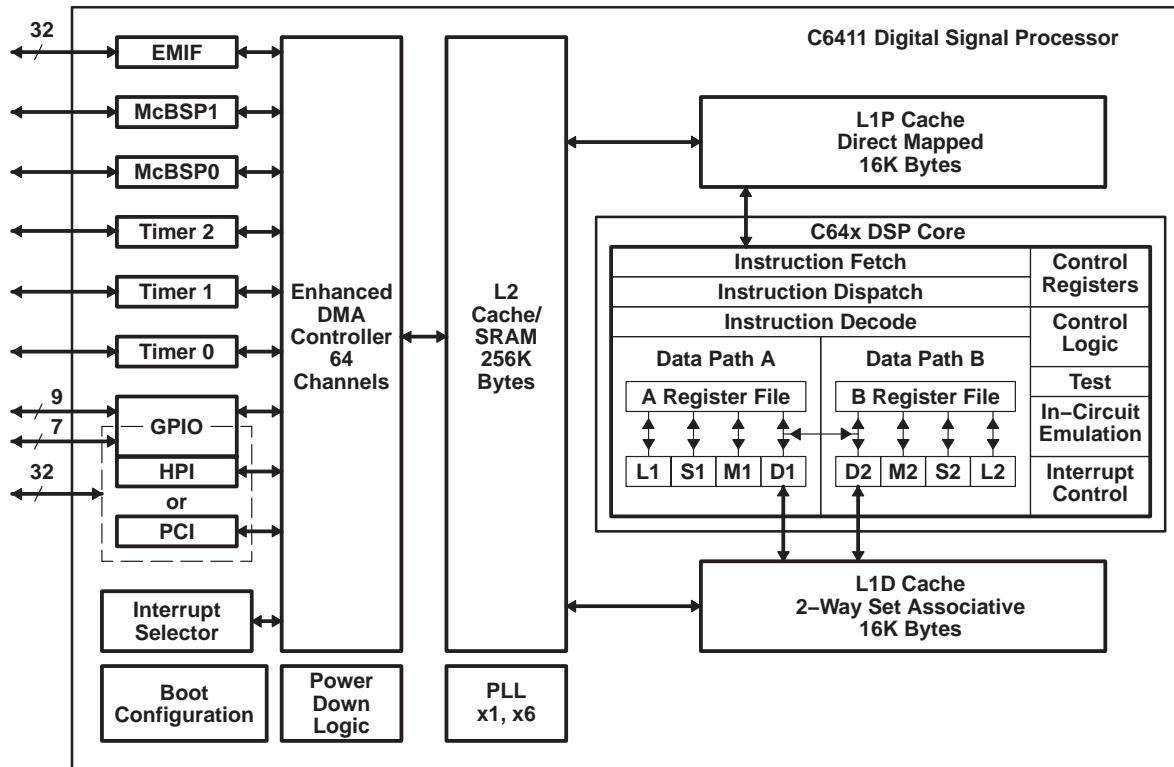 C6411 Digital Signal Processor
32
EMIF
McBSP1
McBSP0
Timer 2
Timer 1
Timer 0
9
7
GPIO
32
HPI
or
PCI
Interrupt
Selector
Boot
Configuration
Enhanced
DMA
Controller
64
Channels
Power
Down
Logic
L2
Cache/
SRAM
256K
Bytes
PLL
x1, x6
L1P Cache
Direct Mapped
16K Bytes
C64x DSP Core
Instruction Fetch
Instruction Dispatch
Instruction Decode
Data Path A
Data Path B
A Register File
B Register File
L1 S1 M1 D1
D2 M2 S2 L2
Control
Registers
Control
Logic
Test
In–Circuit
Emulation
Interrupt
Control
L1D Cache
2–Way Set Associative
16K Bytes